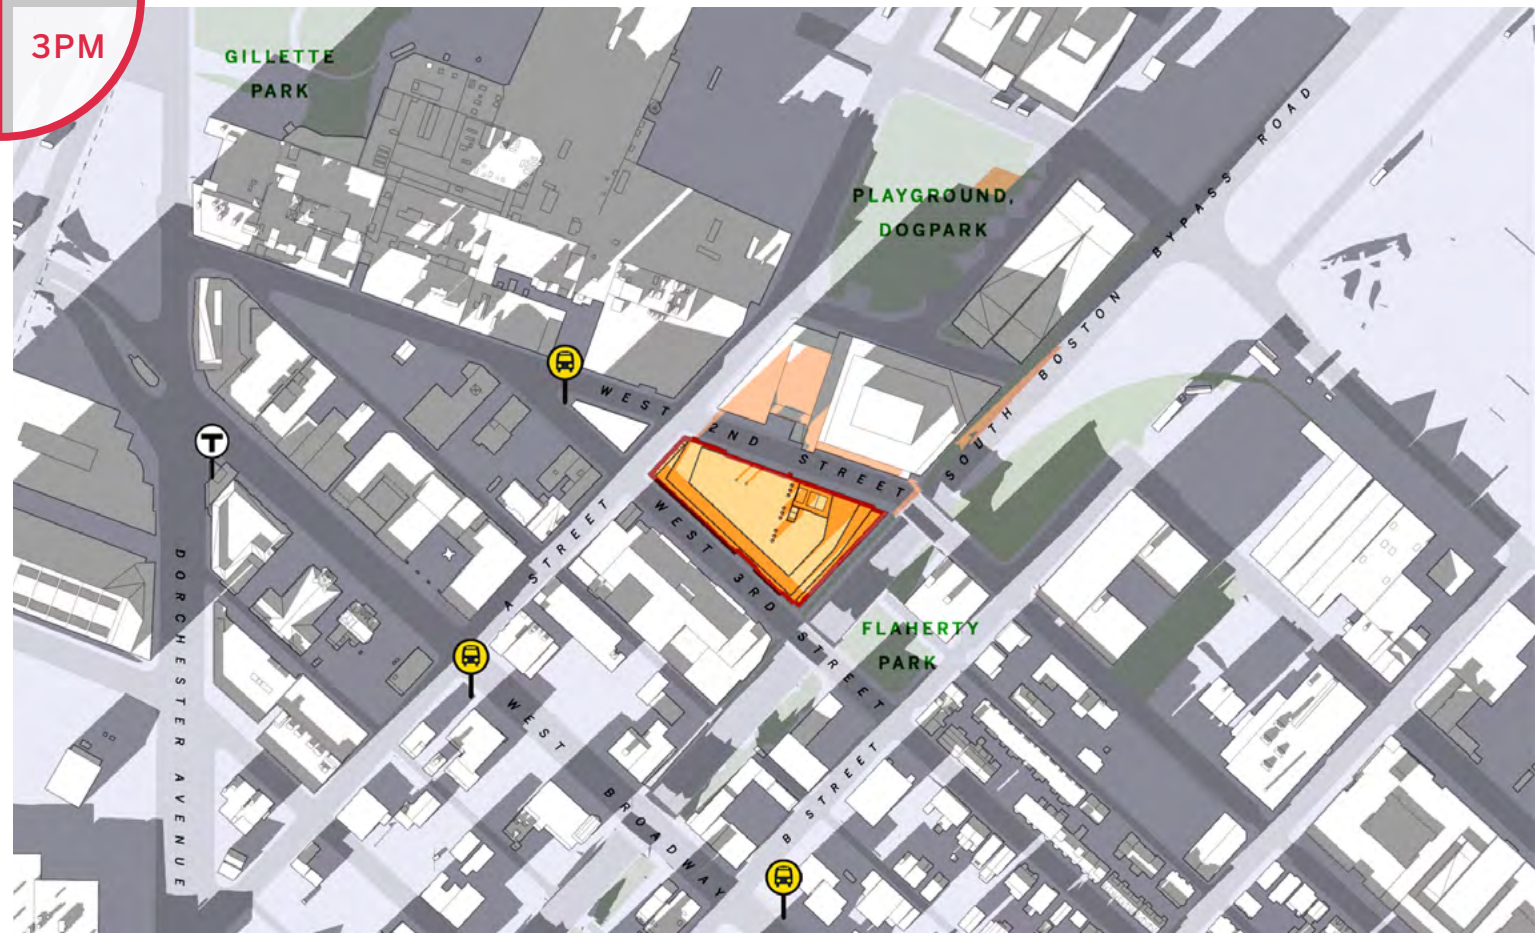 3PM
GILLETTE
PARK
PLAYGROUND,
DOGPARK
SOUTH BOSTON BYPASS ROAD
WEST
2ND STREET
WEST 3RD STREET
A STREET
T
FLAHERTY
PARK
DORCHESTER AVENUE
WEST BROADWAY
B STREET